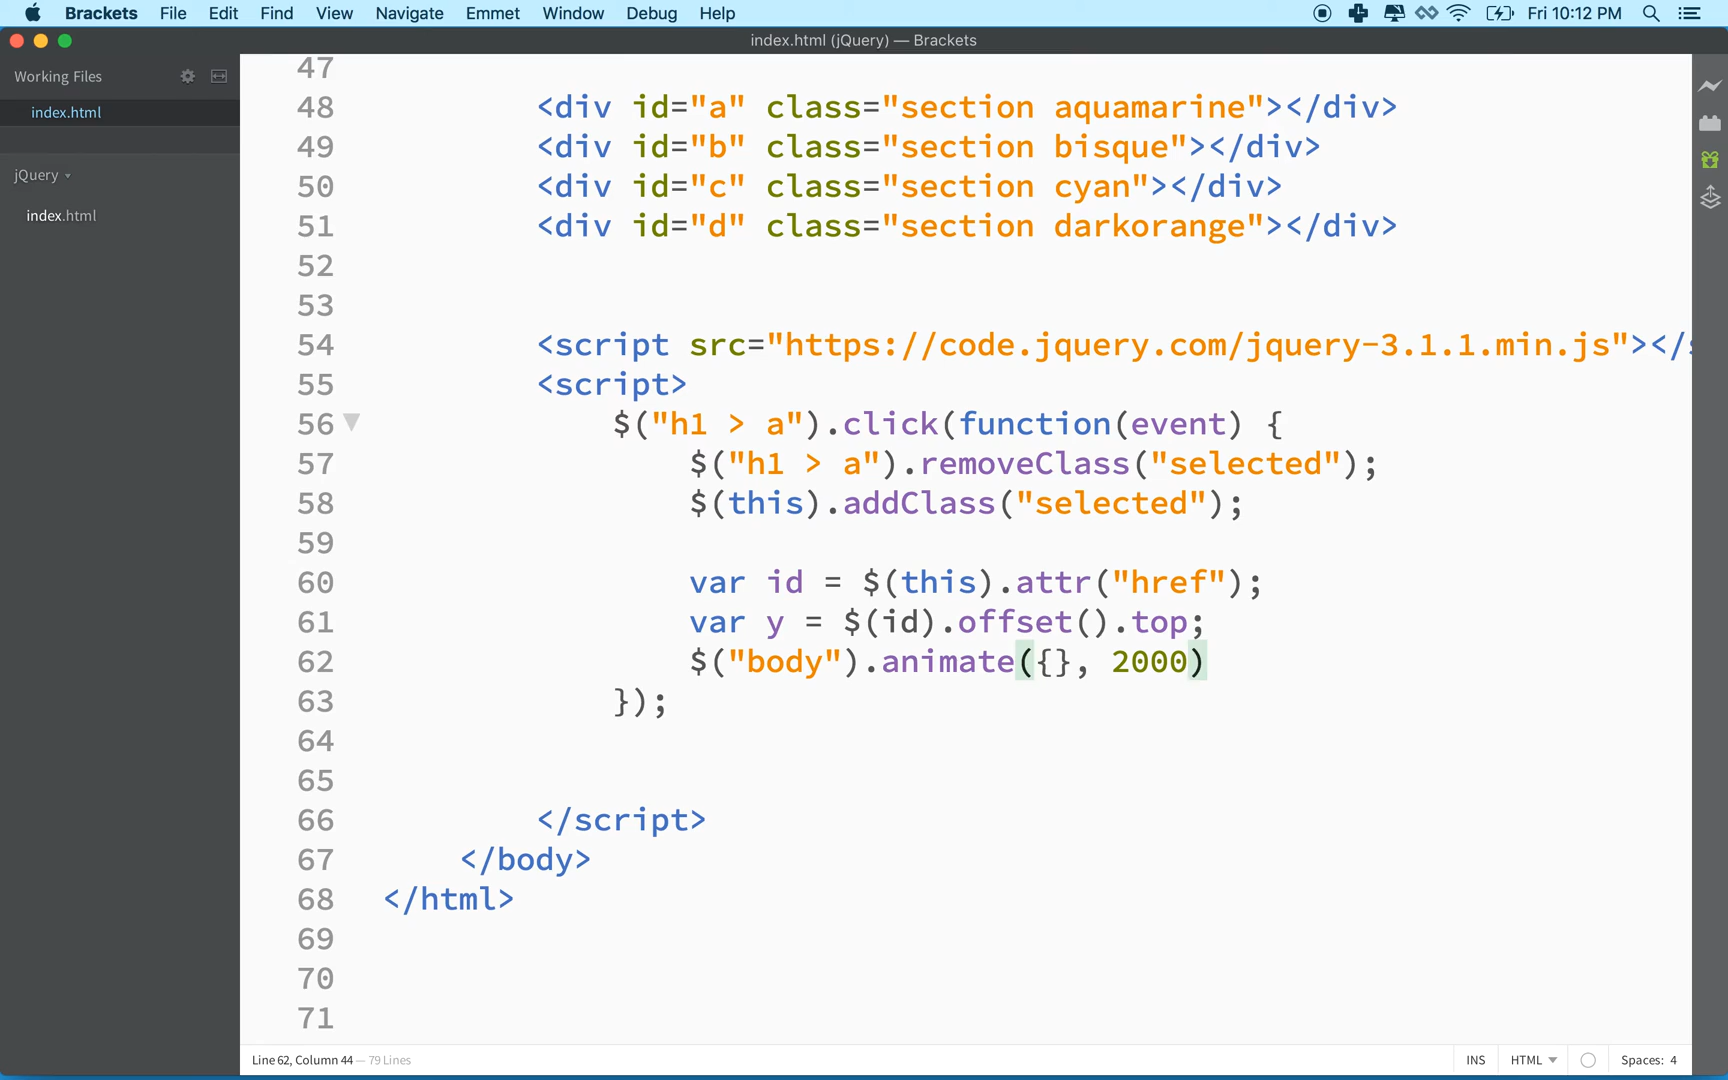 Brackets File Edit Find View Navigate Emmet Window Debug Help Fri 10:12 PM
index.html (jQuery) — Brackets
Working Files
index.html
jQuery
index.html
47
48 <div id="a" class="section aquamarine"></div>
49 <div id="b" class="section bisque"></div>
50 <div id="c" class="section cyan"></div>
51 <div id="d" class="section darkorange"></div>
52
53
54 <script src="https://code.jquery.com/jquery-3.1.1.min.js"></s
55 <script>
56 $("h1 > a").click(function(event) {
57 $("h1 > a").removeClass("selected");
58 $(this).addClass("selected");
59
60 var id = $(this).attr("href");
61 var y = $(id).offset().top;
62 $("body").animate({}, 2000)
63 });
64
65
66 </script>
67 </body>
68 </html>
69
70
71
Line 62, Column 44 — 79 Lines INS HTML Spaces: 4